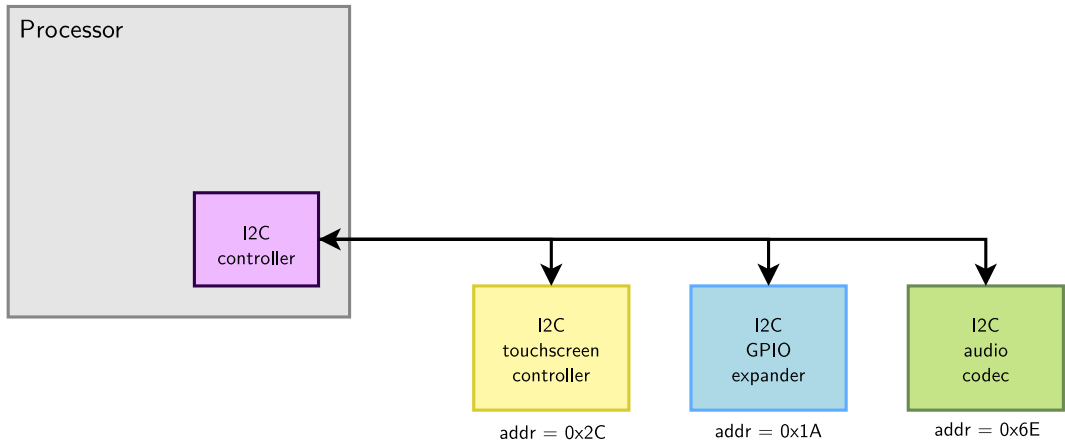 Processor
I2C
controller
I2C
touchscreen
controller
addr = 0x2C
I2C
GPIO
expander
addr = 0x1A
I2C
audio
codec
addr = 0x6E